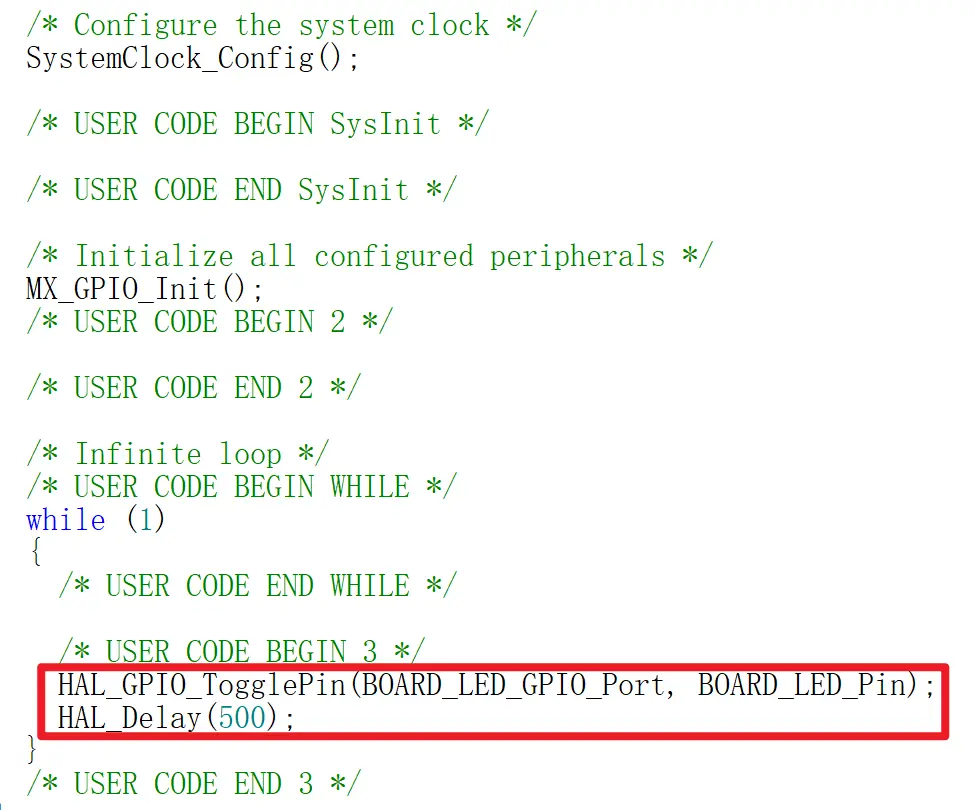 /* Configure the system clock */
SystemClock_Config();
/* USER CODE BEGIN SysInit */
/* USER CODE END SysInit */
/* Initialize all configured peripherals */
MX_GPIO_Init();
/* USER CODE BEGIN 2 */
/* USER CODE END 2 */
/* Infinite loop */
/* USER CODE BEGIN WHILE */
while (1)
{
/* USER CODE END WHILE */
/* USER CODE BEGIN 3 */
HAL_GPIO_TogglePin(BOARD_LED_GPIO_Port, BOARD_LED_Pin);
HAL_Delay(500);
}
/* USER CODE END 3 */